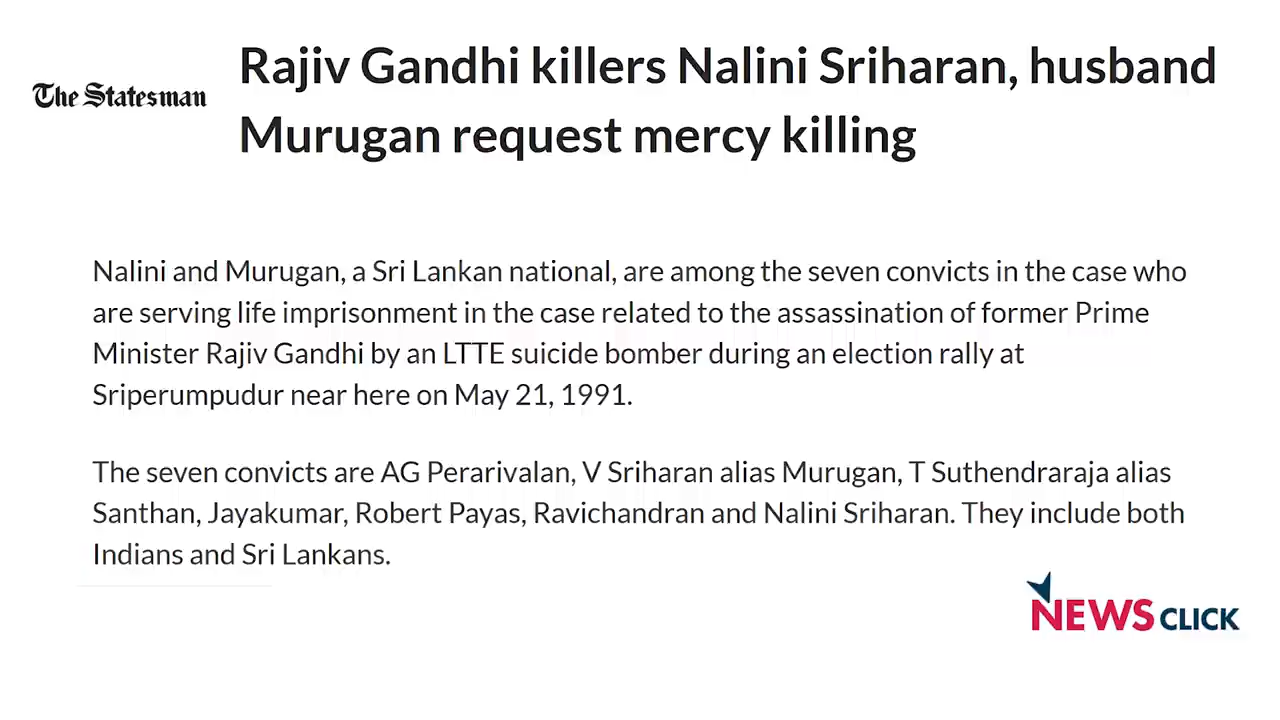 The Statesman
Rajiv Gandhi killers Nalini Sriharan, husband
Murugan request mercy killing
Nalini and Murugan, a Sri Lankan national, are among the seven convicts in the case who
are serving life imprisonment in the case related to the assassination of former Prime
Minister Rajiv Gandhi by an LTTE suicide bomber during an election rally at
Sriperumpudur near here on May 21, 1991.
The seven convicts are AG Perarivalan, V Sriharan alias Murugan, T Suthendraraja alias
Santhan, Jayakumar, Robert Payas, Ravichandran and Nalini Sriharan. They include both
Indians and Sri Lankans.
NEWSCLICK